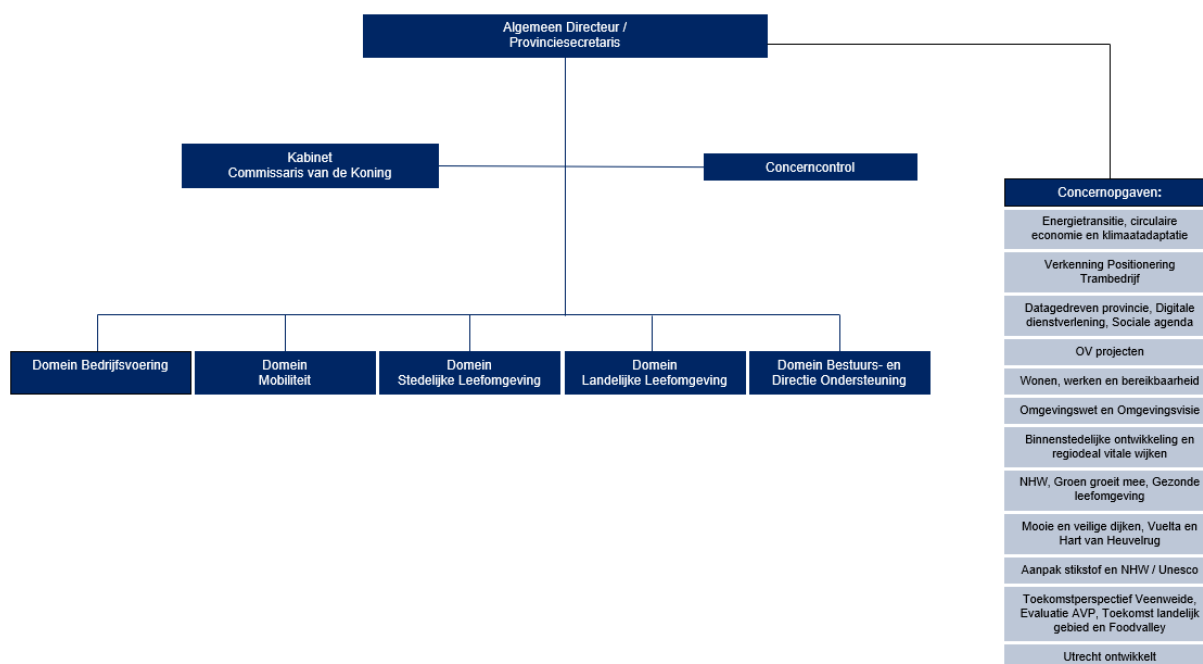 Algemeen Directeur /
Provinciesecretaris
Kabinet
Commissaris van de Koning
Concerncontrol
Domein Bedrijfsvoering
Domein
Mobiliteit
Domein
Stedelijke Leefomgeving
Domein
Landelijke Leefomgeving
Domein Bestuurs- en
Directie Ondersteuning
Concernopgaven:
Energietransitie, circulaire
economie en klimaatadaptatie
Verkenning Positionering
Trambedrijf
Datagedreven provincie, Digitale
dienstverlening, Sociale agenda
OV projecten
Wonen, werken en bereikbaarheid
Omgevingswet en Omgevingsvisie
Binnenstedelijke ontwikkeling en
regiodeal vitale wijken
NHW, Groen groeit mee, Gezonde
leefomgeving
Mooie en veilige dijken, Vuelta en
Hart van Heuvelrug
Aanpak stikstof en NHW / Unesco
Toekomstperspectief Veenweide,
Evaluatie AVP, Toekomst landelijk
gebied en Foodvalley
Utrecht ontwikkelt